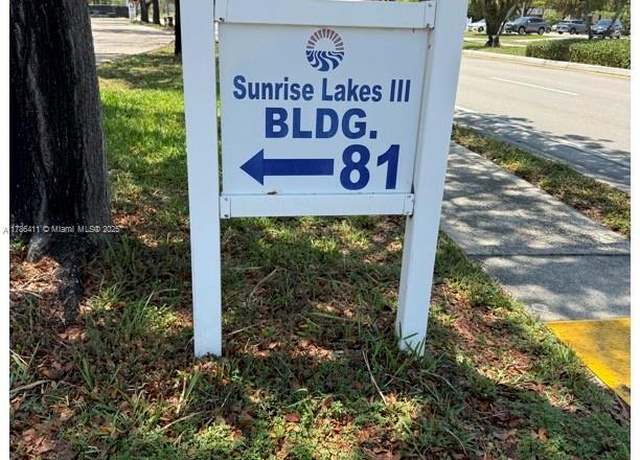 Sunrise Lakes III
BLDG.
81
A11786411 © Miami MLS © 2025